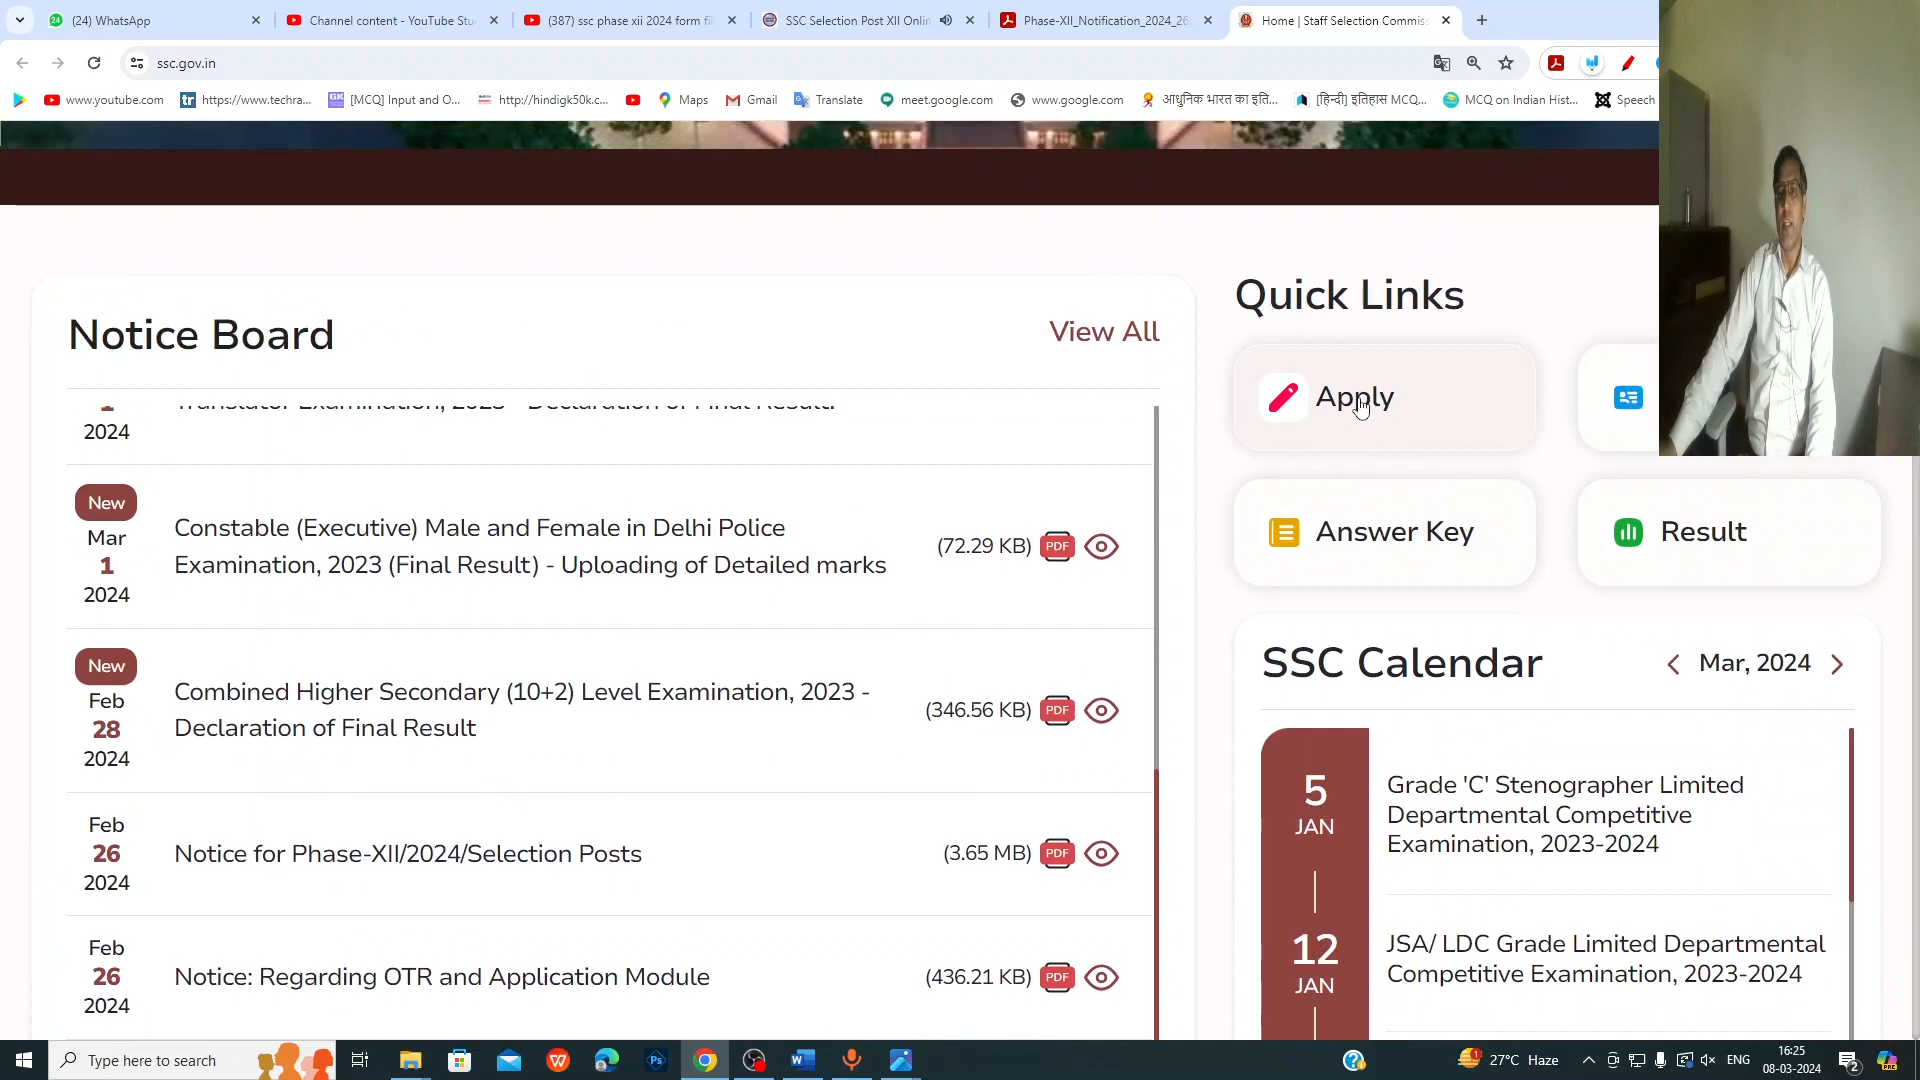 (24) WhatsApp
Channel content - YouTube Stu
(387) ssc phase xii 2024 form fi
SSC Selection Post XII Onlin
Phase-XII_Notification_2024_26
Home | Staff Selection Commiss
ssc.gov.in
www.youtube.com
https://www.techra...
[MCQ] Input and O...
http://hindigk50k.c...
Maps
Gmail
Translate
meet.google.com
www.google.com
आधुनिक भारत का इति...
[हिन्दी] इतिहास MCQ...
MCQ on Indian Hist...
Speech
Notice Board
View All
2024
New
Mar
1
2024
Constable (Executive) Male and Female in Delhi Police
Examination, 2023 (Final Result) - Uploading of Detailed marks
(72.29 KB)
PDF
New
Feb
28
2024
Combined Higher Secondary (10+2) Level Examination, 2023 -
Declaration of Final Result
(346.56 KB)
PDF
Feb
26
2024
Notice for Phase-XII/2024/Selection Posts
(3.65 MB)
PDF
Feb
26
2024
Notice: Regarding OTR and Application Module
(436.21 KB)
PDF
Quick Links
Apply
Answer Key
Result
SSC Calendar
Mar, 2024
5
JAN
Grade 'C' Stenographer Limited
Departmental Competitive
Examination, 2023-2024
12
JAN
JSA/ LDC Grade Limited Departmental
Competitive Examination, 2023-2024
Type here to search
27°C Haze
ENG
16:25
08-03-2024
2